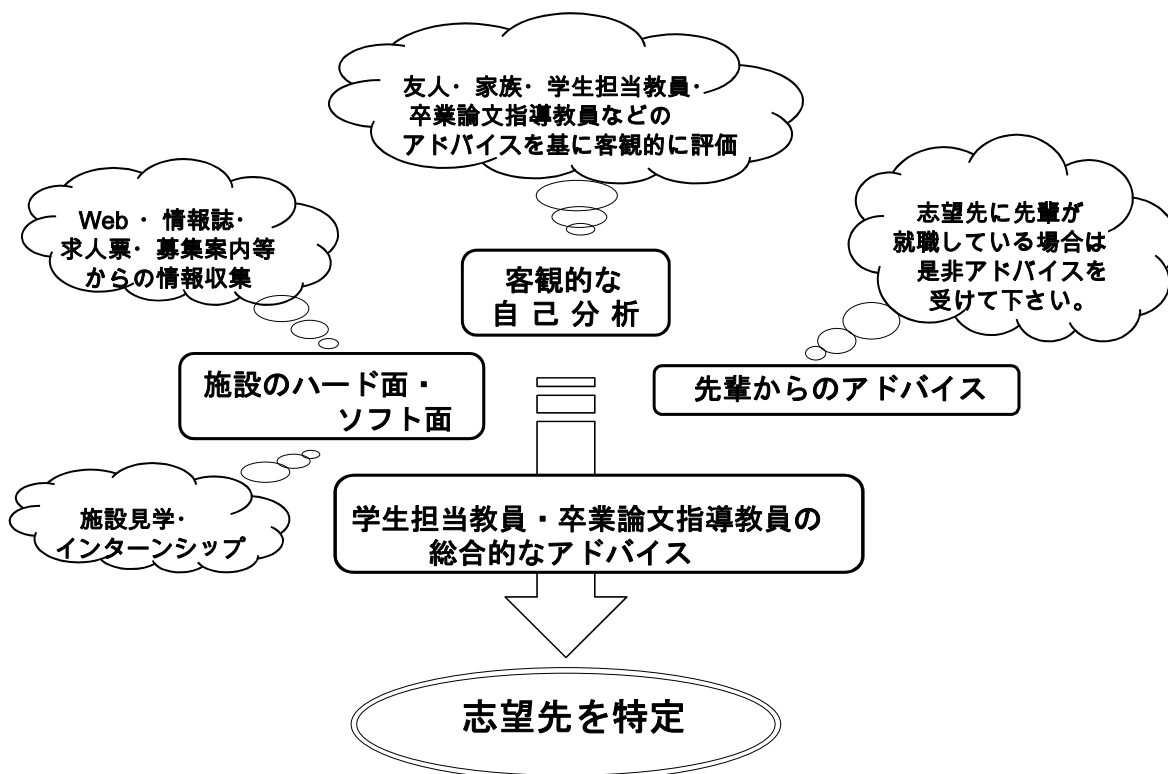 友人・家族・学生担当教員・
卒業論文指導教員などの
アドバイスを基に客観的に評価
Web ・ 情報誌・
求人票・募集案内等
からの情報収集
志望先に先輩が
就職している場合は
是非アドバイスを
受けて下さい。
客観的な
自 己 分 析
施設のハード面・
ソフト面
先輩からのアドバイス
施設見学・
インターンシップ
学生担当教員・卒業論文指導教員の
総合的なアドバイス
志望先を特定